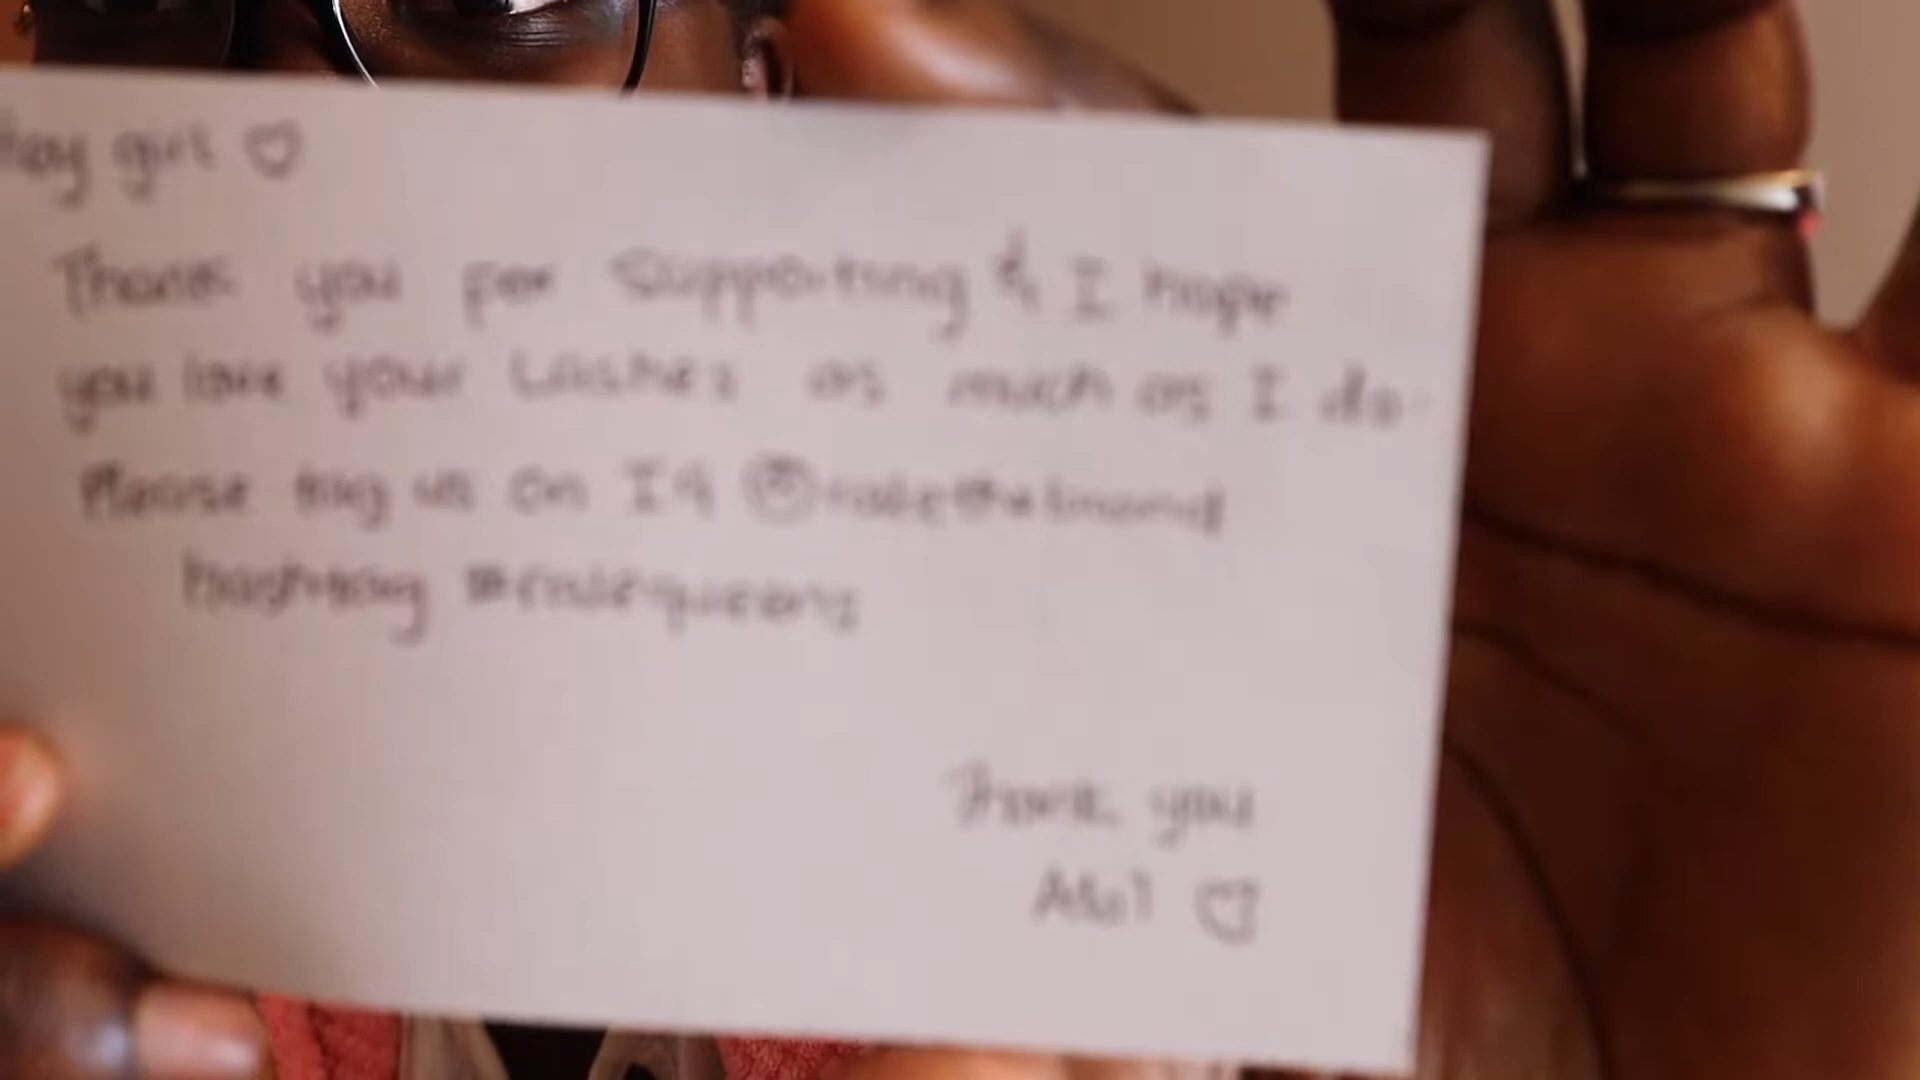 Hey girl ♡
Thank you for supporting & I hope
you love your Lashes as much as I do
Please tag us on IG
Hashtag
Thank you
♡